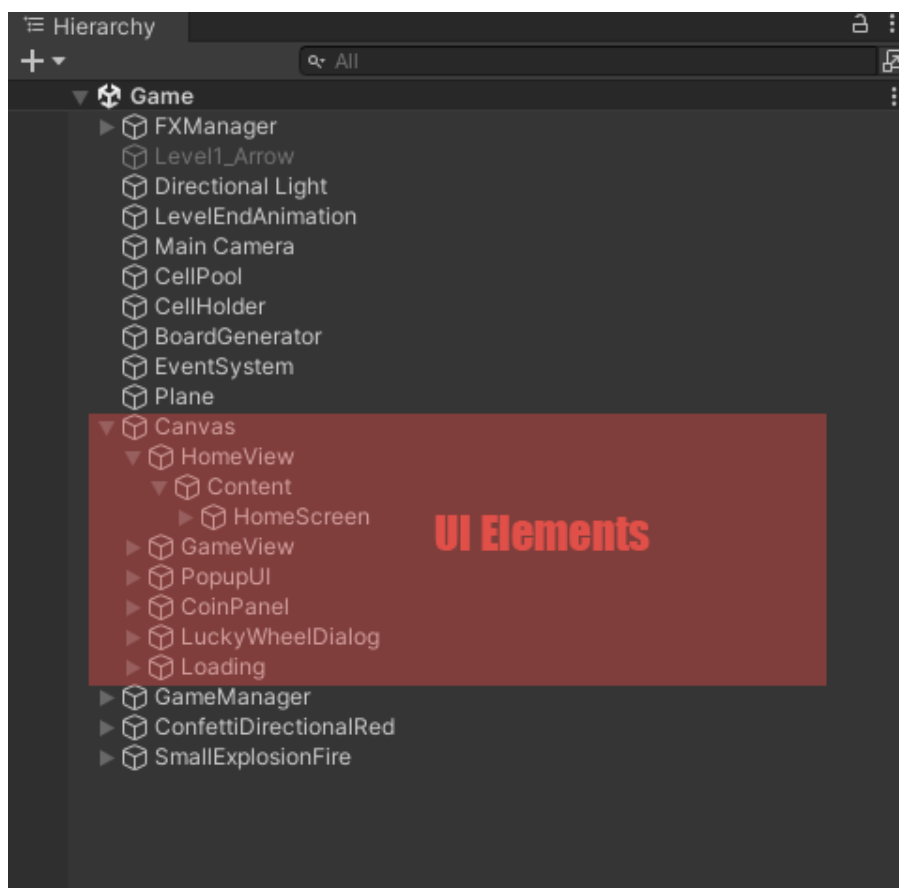 Hierarchy
All
Game
FXManager
Level1_Arrow
Directional Light
LevelEndAnimation
Main Camera
CellPool
CellHolder
BoardGenerator
EventSystem
Plane
Canvas
HomeView
Content
HomeScreen
UI Elements
GameView
PopupUI
CoinPanel
LuckyWheelDialog
Loading
GameManager
ConfettiDirectionalRed
SmallExplosionFire